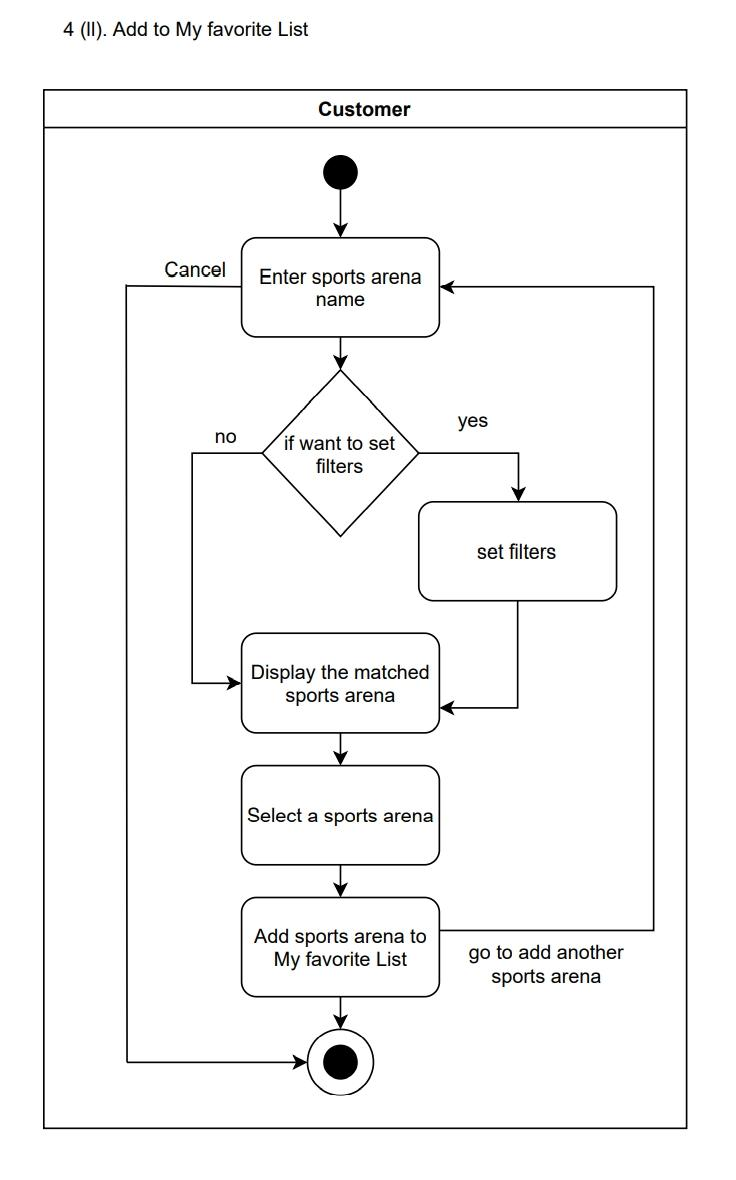 4 (II). Add to My favorite List
Customer
Cancel
Enter sports arena
name
no
if want to set
filters
yes
set filters
Display the matched
sports arena
Select a sports arena
Add sports arena to
My favorite List
go to add another
sports arena